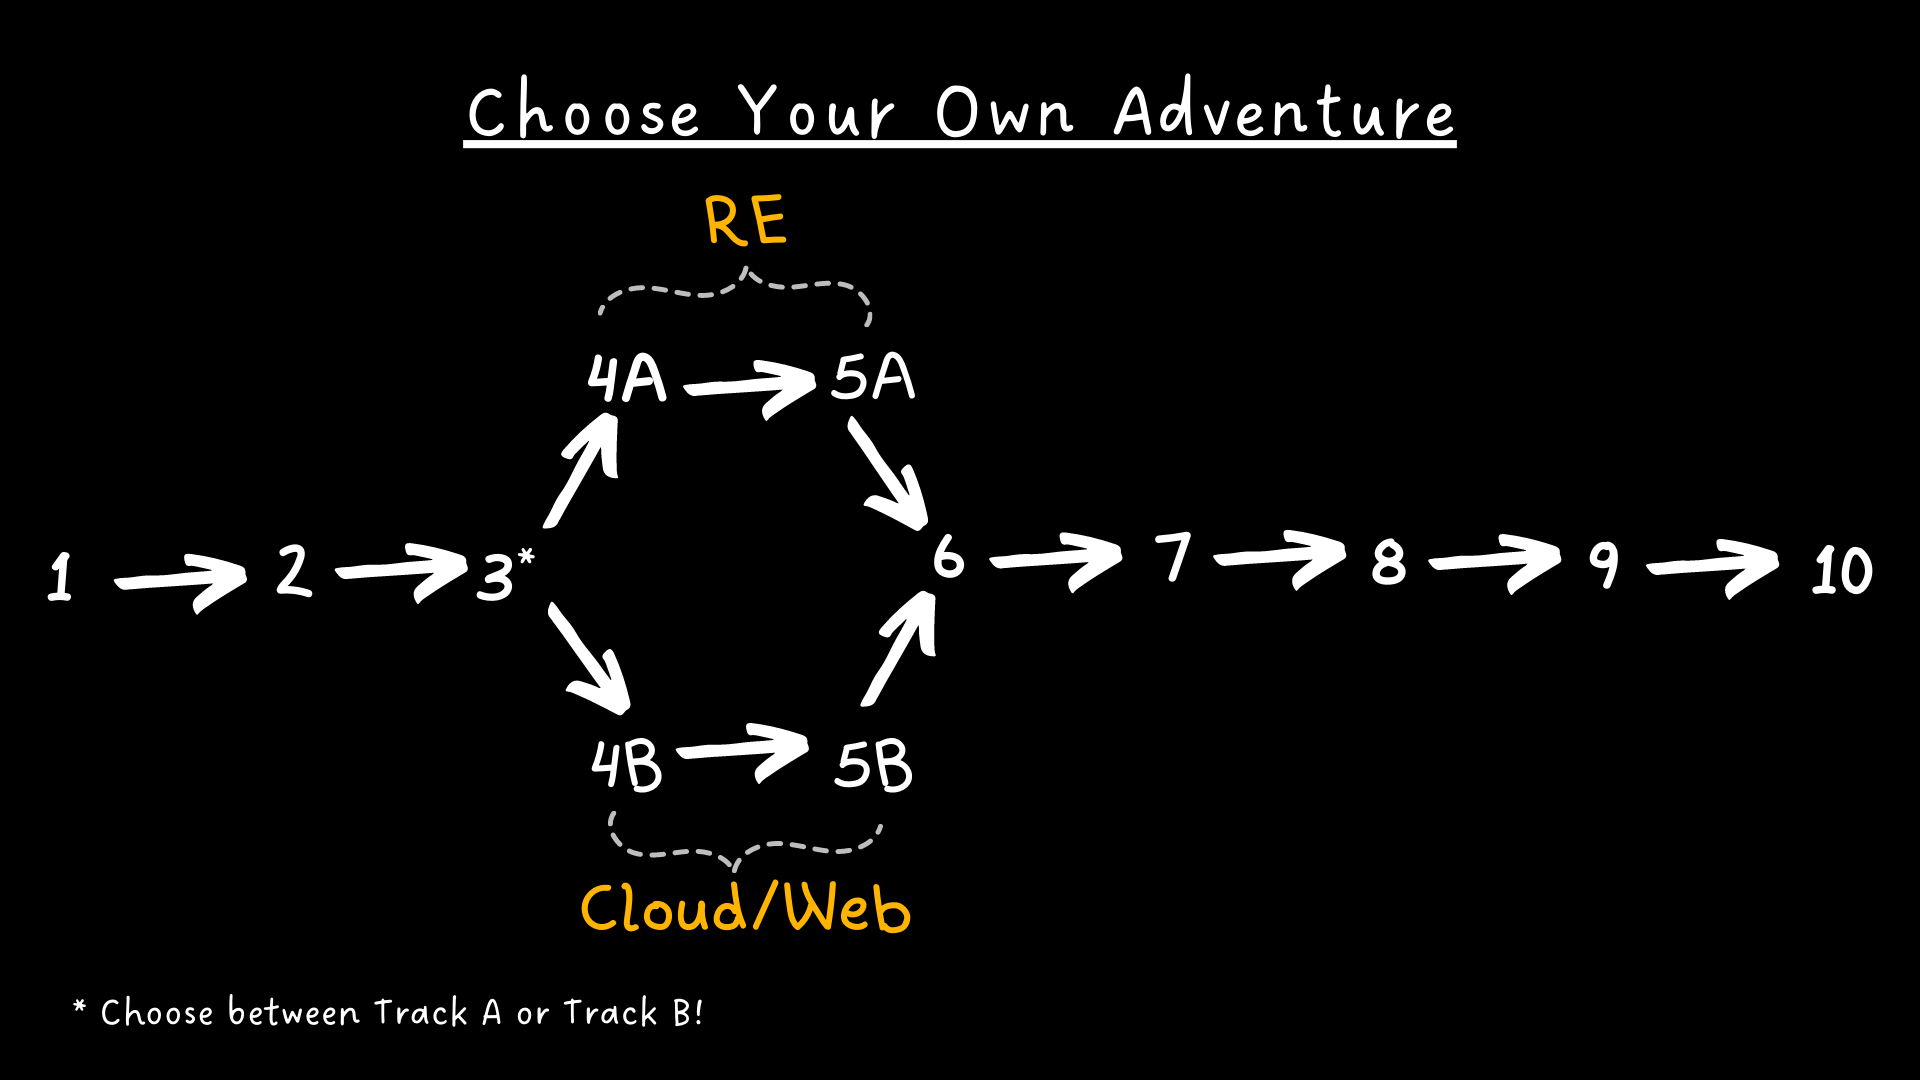 Choose Your Own Adventure
RE
4A 5A
1 2 3* 6 7 8 9 10
4B 5B
Cloud/Web
* Choose between Track A or Track B!